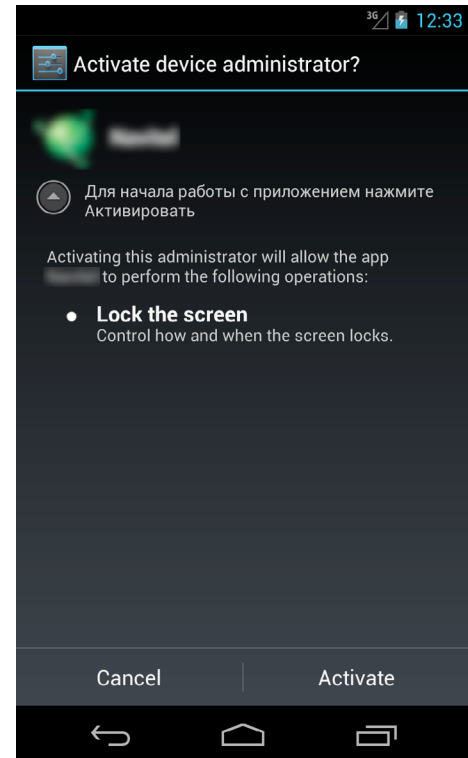 3G 12:33
Activate device administrator?
Для начала работы с приложением нажмите
Активировать
Activating this administrator will allow the app
to perform the following operations:
• Lock the screen
Control how and when the screen locks.
Cancel Activate